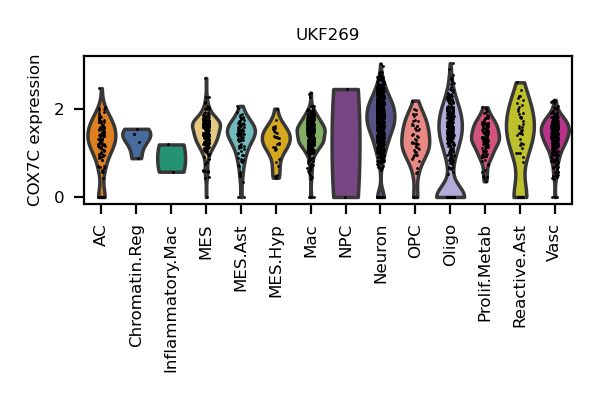 UKF269
COX7C expression
2
0
AC
Chromatin.Reg
Inflammatory.Mac
MES
MES.Ast
MES.Hyp
Mac
NPC
Neuron
OPC
Oligo
Prolif.Metab
Reactive.Ast
Vasc